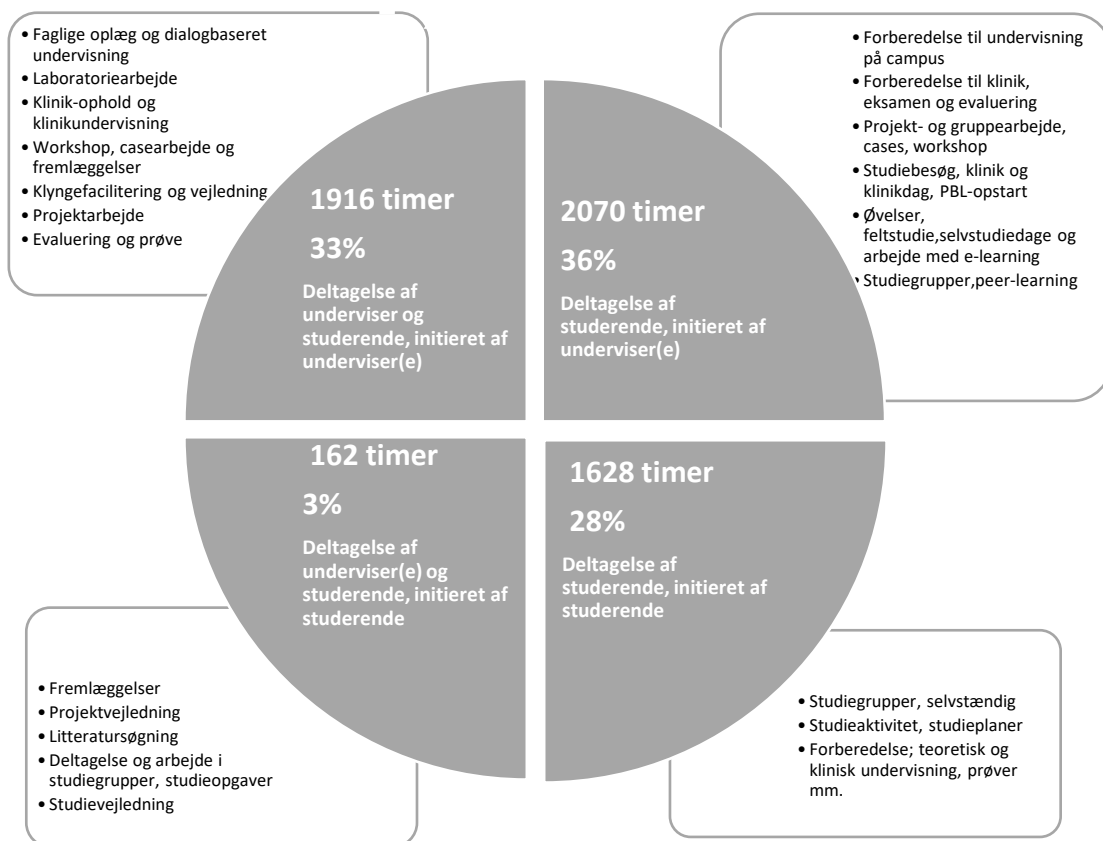 • Faglige oplæg og dialogbaseret
undervisning
• Laboratoriearbejde
• Klinik-ophold og
klinikundervisning
• Workshop, casearbejde og
fremlæggelser
• Klyngefacilitering og vejledning
• Projektarbejde
• Evaluering og prøve
1916 timer
33%
Deltagelse af
underviser og
studerende, initieret af
underviser(e)
2070 timer
36%
Deltagelse af
studerende, initieret af
underviser(e)
• Forberedelse til undervisning
på campus
• Forberedelse til klinik,
eksamen og evaluering
• Projekt- og gruppearbejde,
cases, workshop
• Studiebesøg, klinik og
klinikdag, PBL-opstart
• Øvelser,
feltstudie,selvstudiedage og
arbejde med e-learning
• Studiegrupper,peer-learning
162 timer
3%
Deltagelse af
underviser(e) og
studerende, initieret af
studerende
1628 timer
28%
Deltagelse af
studerende, initieret af
studerende
• Fremlæggelser
• Projektvejledning
• Litteratursøgning
• Deltagelse og arbejde i
studiegrupper, studieopgaver
• Studievejledning
• Studiegrupper, selvstændig
• Studieaktivitet, studieplaner
• Forberedelse; teoretisk og
klinisk undervisning, prøver
mm.